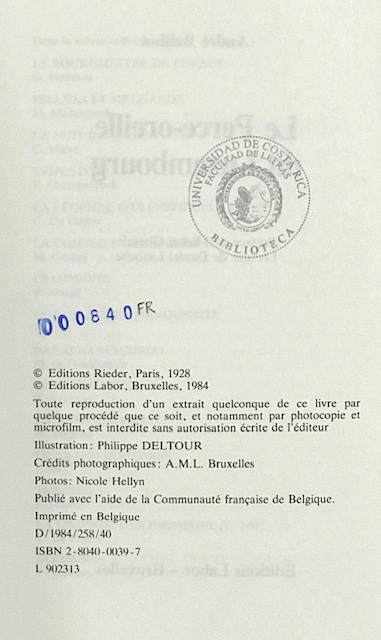 UNIVERSIDAD DE COSTA RICA
FACULTAD DE LETRAS
BIBLIOTECA
000840 FR
© Editions Rieder, Paris, 1928
© Editions Labor, Bruxelles, 1984
Toute reproduction d'un extrait quelconque de ce livre par
quelque procédé que ce soit, et notamment par photocopie et
microfilm, est interdite sans autorisation écrite de l'éditeur
Illustration: Philippe DELTOUR
Crédits photographiques: A.M.L. Bruxelles
Photos: Nicole Hellyn
Publié avec l'aide de la Communauté française de Belgique.
Imprimé en Belgique
D/1984/258/40
ISBN 2-8040-0039-7
L 902313